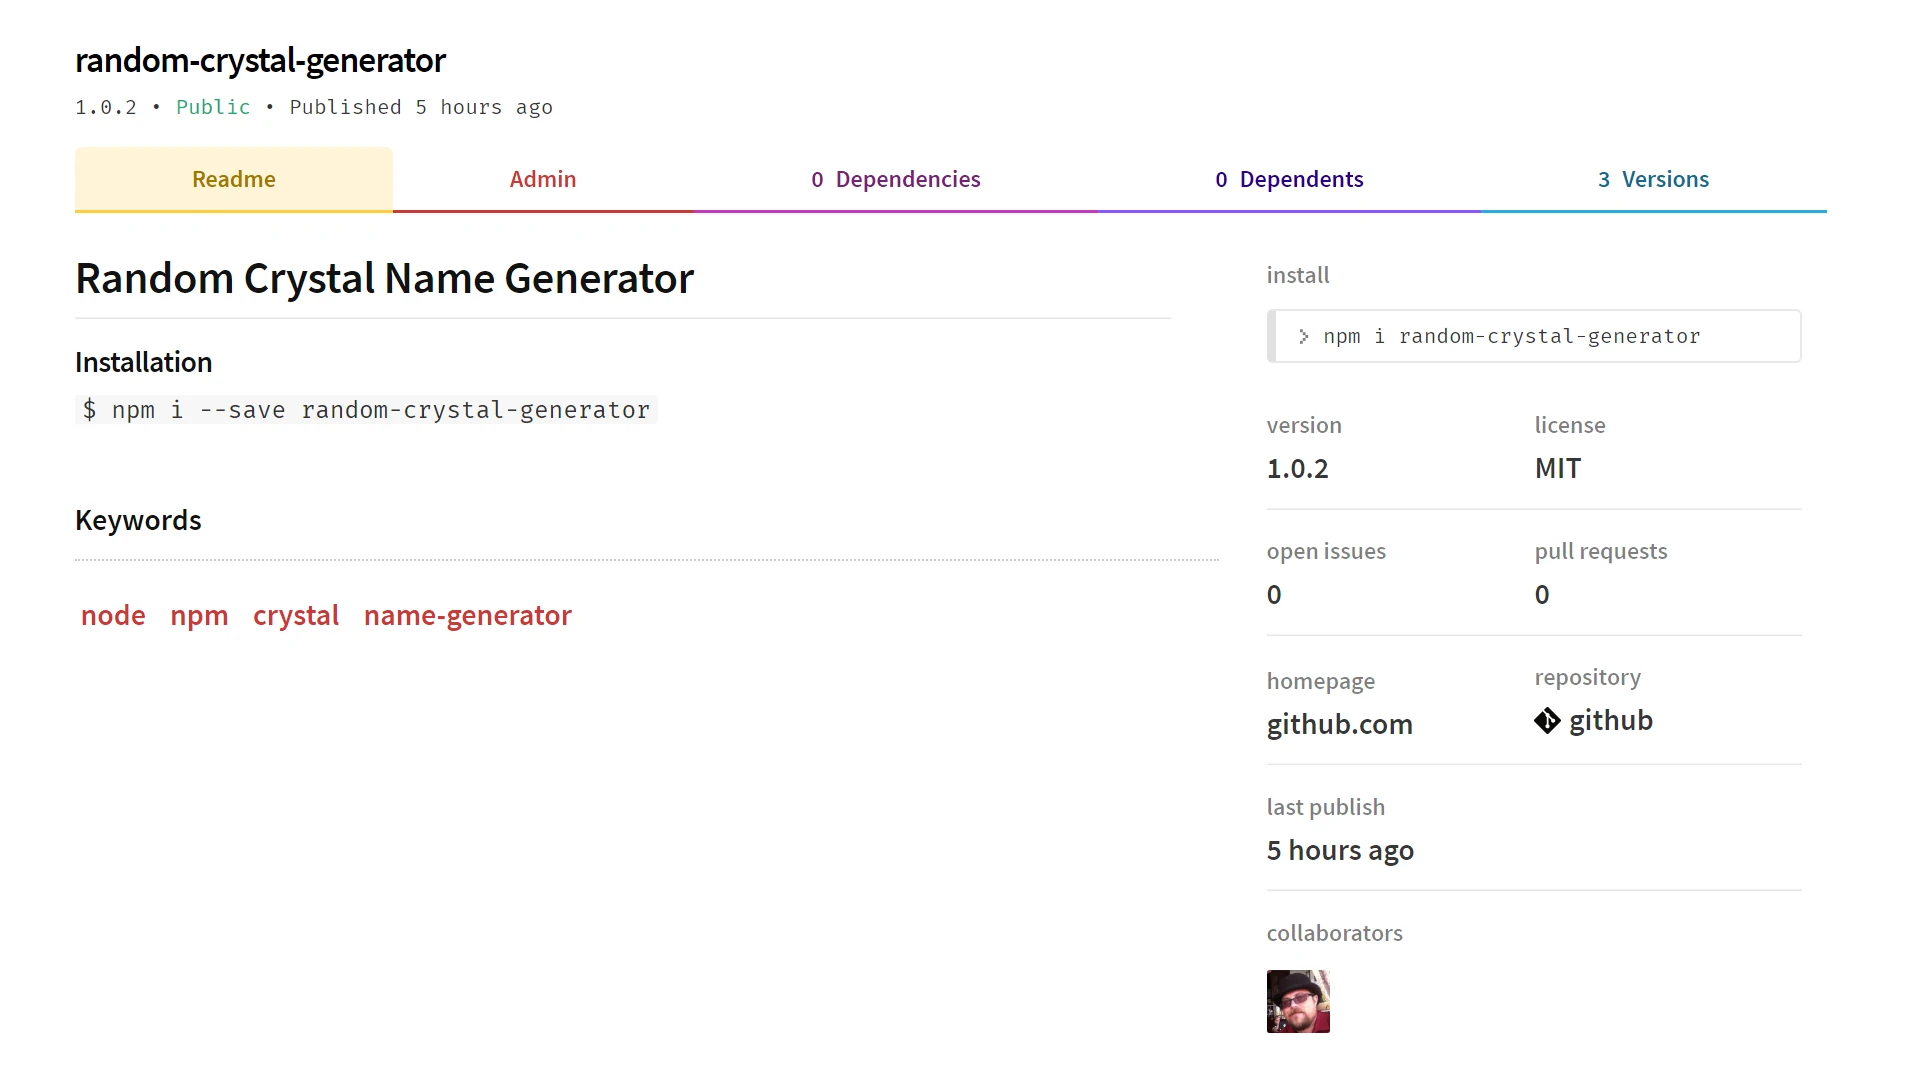 random-crystal-generator
1.0.2 • Public • Published 5 hours ago
Readme
Admin
0 Dependencies
0 Dependents
3 Versions
Random Crystal Name Generator
Installation
$ npm i --save random-crystal-generator
Keywords
node npm crystal name-generator
install
> npm i random-crystal-generator
version
1.0.2
license
MIT
open issues
0
pull requests
0
homepage
github.com
repository
github
last publish
5 hours ago
collaborators